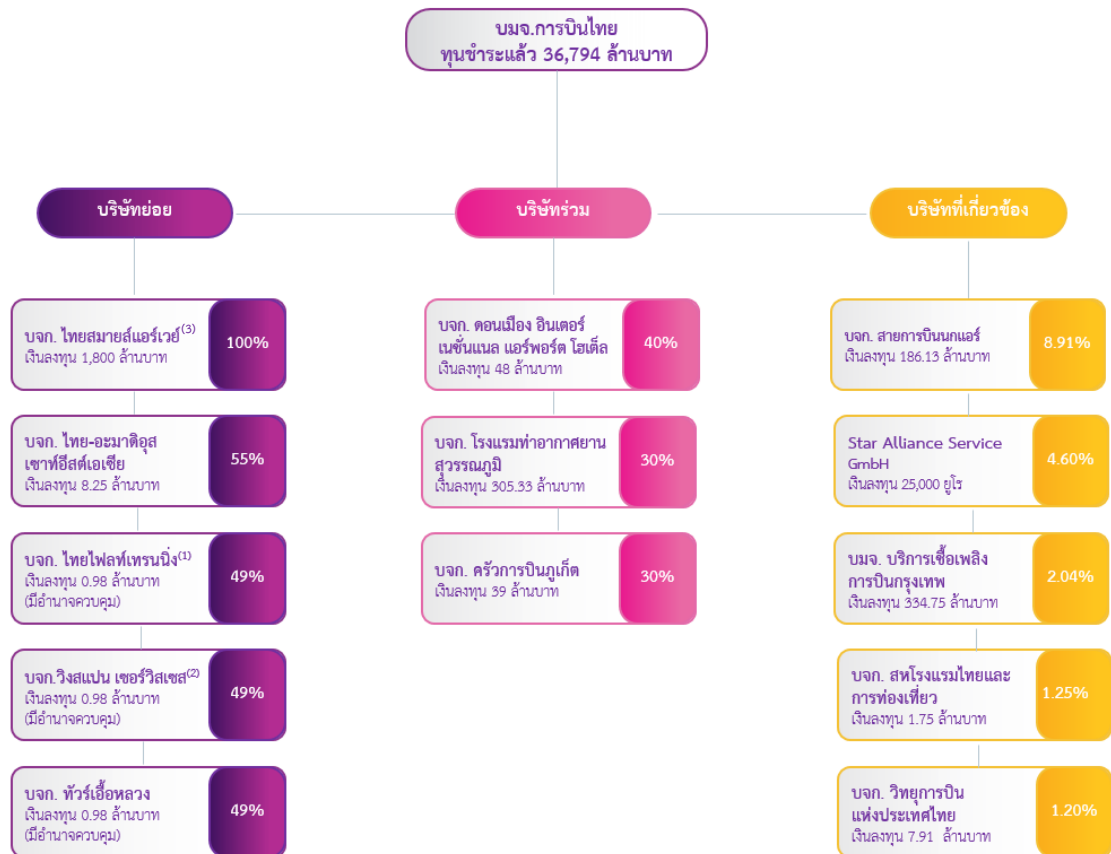 บมจ.การบินไทย
ทุนชำระแล้ว 36,794 ล้านบาท
บริษัทย่อย
บริษัทร่วม
บริษัทที่เกี่ยวข้อง
บจก. ไทยสมายล์แอร์เวย์(3)
เงินลงทุน 1,800 ล้านบาท
100%
บจก. ไทย-อะมาดิอุส
เซาท์อีสต์เอเชีย
เงินลงทุน 8.25 ล้านบาท
55%
บจก. ไทยไฟลท์เทรนนิ่ง(1)
เงินลงทุน 0.98 ล้านบาท
(มีอำนาจควบคุม)
49%
บจก.วิงสแปน เซอร์วิสเซส(2)
เงินลงทุน 0.98 ล้านบาท
(มีอำนาจควบคุม)
49%
บจก. ทัวร์เอื้อหลวง
เงินลงทุน 0.98 ล้านบาท
(มีอำนาจควบคุม)
49%
บจก. ดอนเมือง อินเตอร์
เนชั่นแนล แอร์พอร์ต โฮเต็ล
เงินลงทุน 48 ล้านบาท
40%
บจก. โรงแรมท่าอากาศยาน
สุวรรณภูมิ
เงินลงทุน 305.33 ล้านบาท
30%
บจก. ครัวการบินภูเก็ต
เงินลงทุน 39 ล้านบาท
30%
บจก. สายการบินนกแอร์
เงินลงทุน 186.13 ล้านบาท
8.91%
Star Alliance Service
GmbH
เงินลงทุน 25,000 ยูโร
4.60%
บมจ. บริการเชื้อเพลิง
การบินกรุงเทพ
เงินลงทุน 334.75 ล้านบาท
2.04%
บจก. สหโรงแรมไทยและ
การท่องเที่ยว
เงินลงทุน 1.75 ล้านบาท
1.25%
บจก. วิทยุการบิน
แห่งประเทศไทย
เงินลงทุน 7.91 ล้านบาท
1.20%